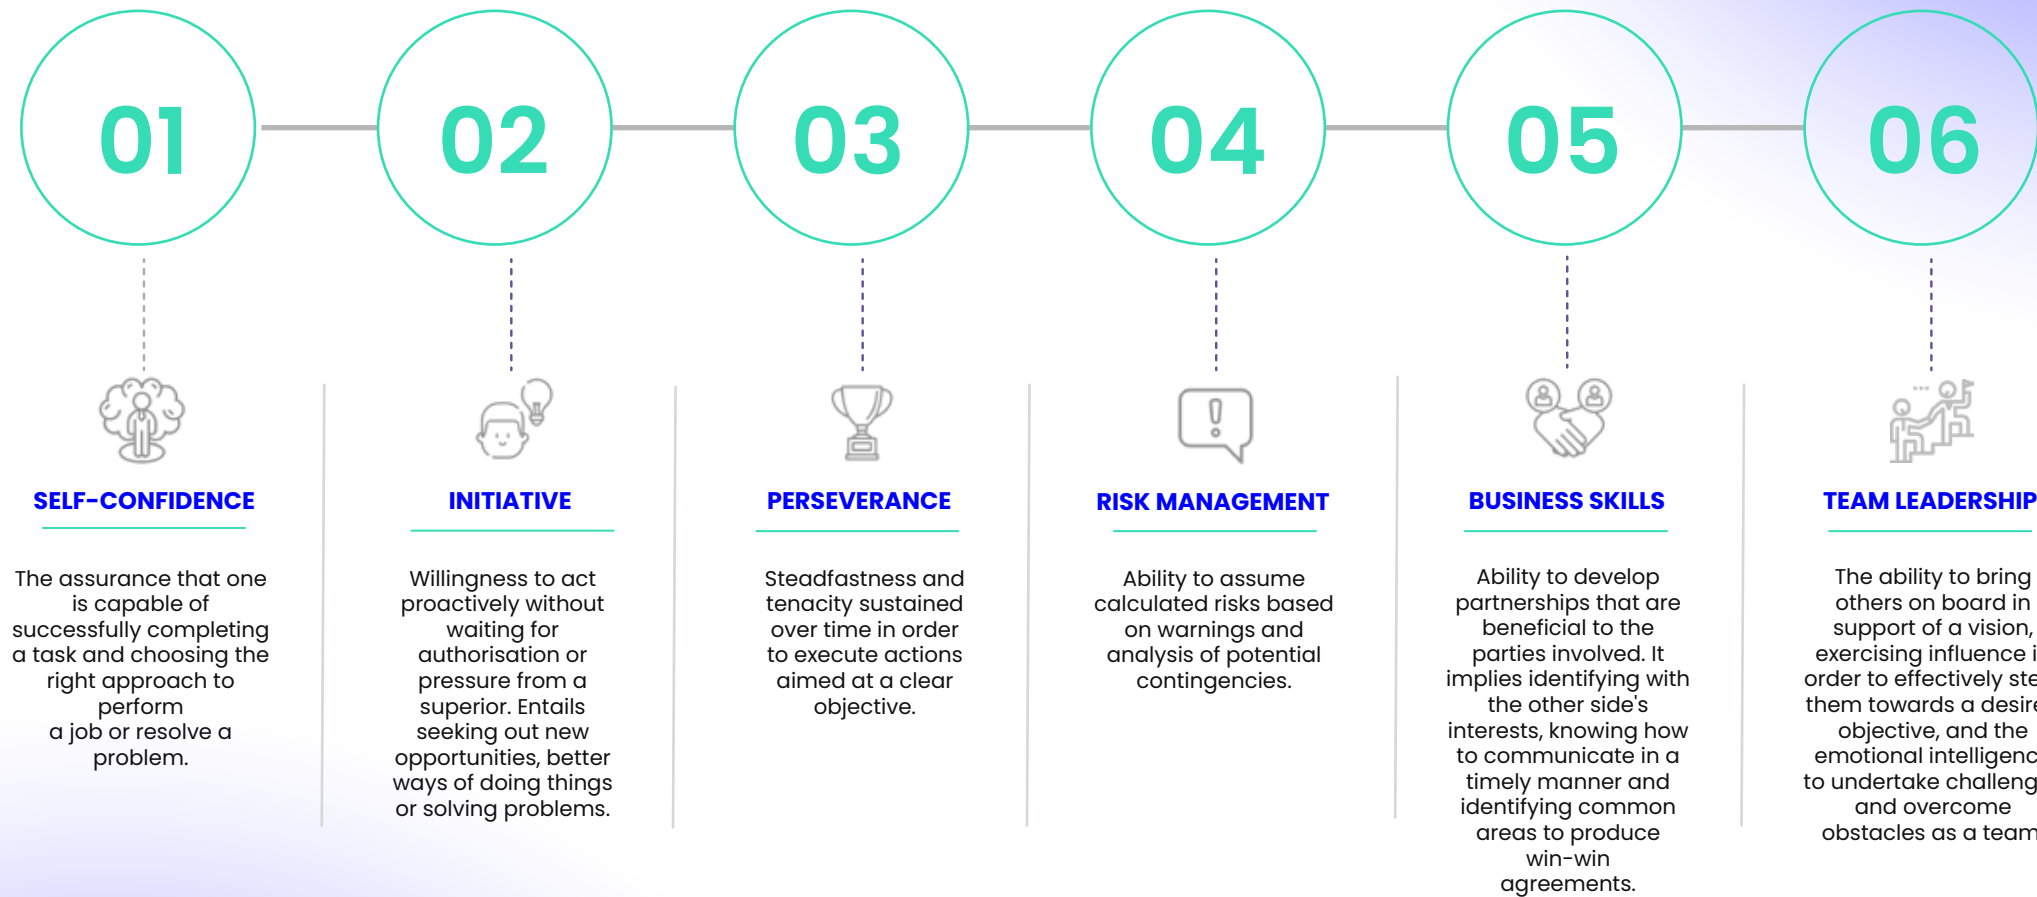 01
02
03
04
05
06
SELF-CONFIDENCE
The assurance that one
is capable of
successfully completing
a task and choosing the
right approach to
perform
a job or resolve a
problem.
INITIATIVE
Willingness to act
proactively without
waiting for
authorisation or
pressure from a
superior. Entails
seeking out new
opportunities, better
ways of doing things
or solving problems.
PERSEVERANCE
Steadfastness and
tenacity sustained
over time in order
to execute actions
aimed at a clear
objective.
RISK MANAGEMENT
Ability to assume
calculated risks based
on warnings and
analysis of potential
contingencies.
BUSINESS SKILLS
Ability to develop
partnerships that are
beneficial to the
parties involved. It
implies identifying with
the other side's
interests, knowing how
to communicate in a
timely manner and
identifying common
areas to produce
win-win
agreements.
TEAM LEADERSHIP
The ability to bring
others on board in
support of a vision,
exercising influence
order to effectively
them towards a
objective, and the
emotional
to undertake
and overcome
obstacles as a team